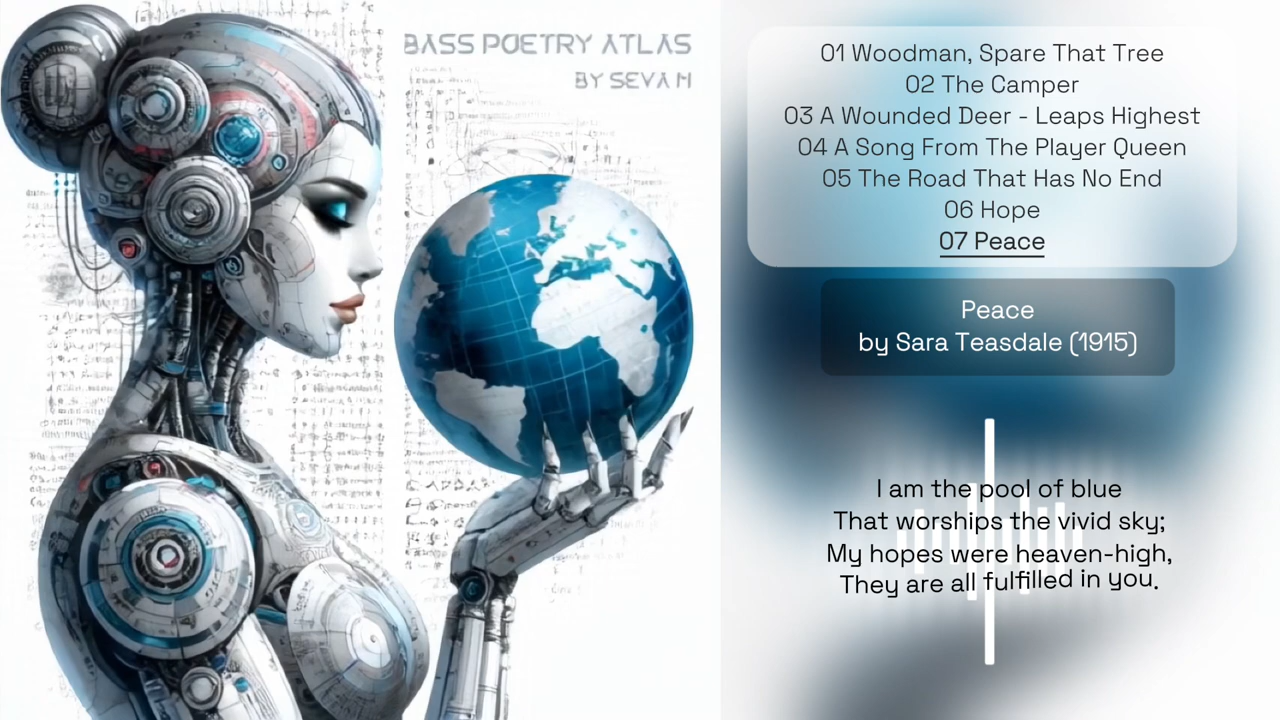 BASS POETRY ATLAS
BY SEVA M
01 Woodman, Spare That Tree
02 The Camper
03 A Wounded Deer - Leaps Highest
04 A Song From The Player Queen
05 The Road That Has No End
06 Hope
07 Peace
Peace
by Sara Teasdale (1915)
I am the pool of blue
That worships the vivid sky;
My hopes were heaven-high,
They are all fulfilled in you.